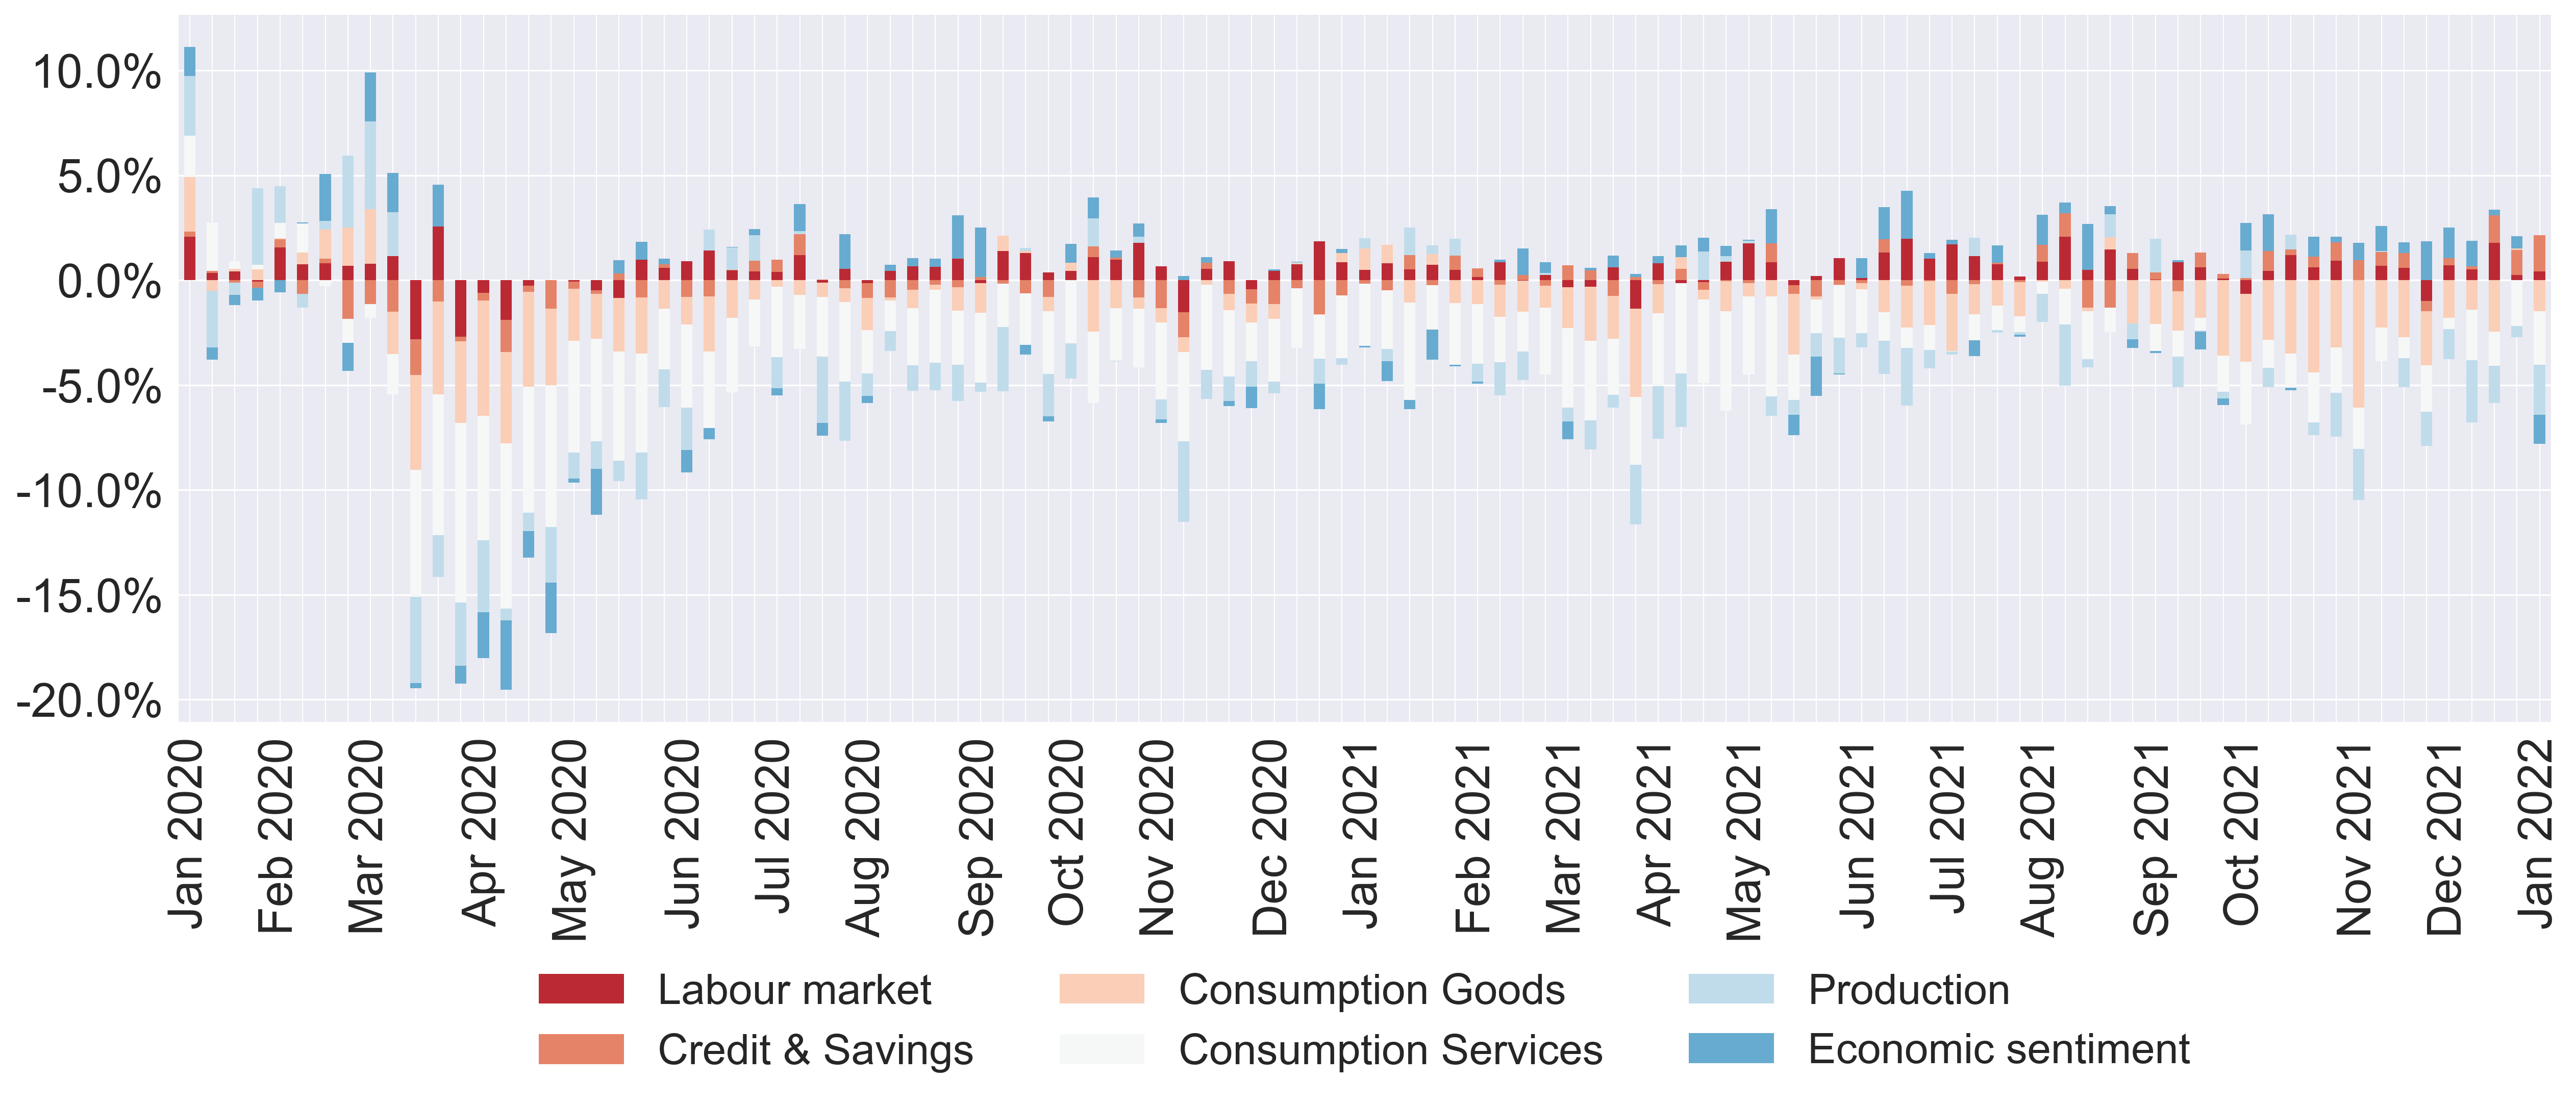 10.0%
5.0%
0.0%
-5.0%
-10.0%
-15.0%
-20.0%
Jan 2020
Feb 2020
Mar 2020
Apr 2020
May 2020
Jun 2020
Jul 2020
Aug 2020
Sep 2020
Oct 2020
Nov 2020
Dec 2020
Jan 2021
Feb 2021
Mar 2021
Apr 2021
May 2021
Jun 2021
Jul 2021
Aug 2021
Sep 2021
Oct 2021
Nov 2021
Dec 2021
Jan 2022
Labour market
Consumption Goods
Production
Credit & Savings
Consumption Services
Economic sentiment